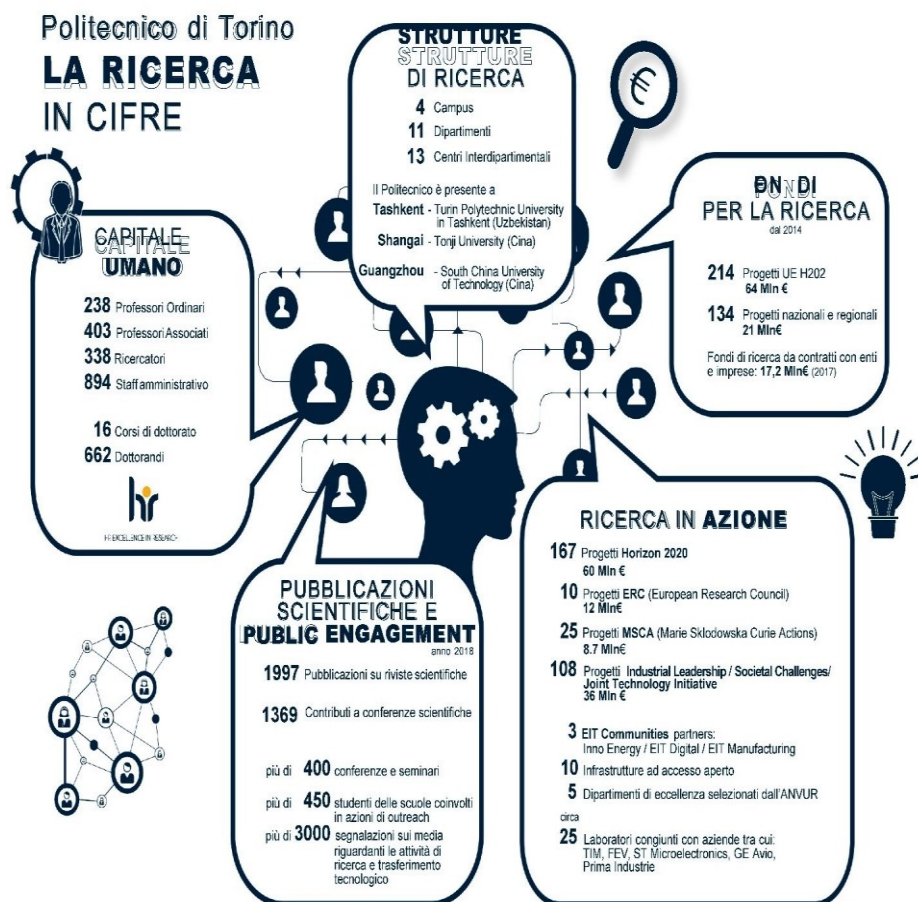 Politecnico di Torino
LA RICERCA
IN CIFRE
STRUTTURE
STRUTTURE
DI RICERCA
4 Campus
11 Dipartimenti
13 Centri Interdipartimentali
Il Politecnico è presente a
Tashkent - Turin Polytechnic University
in Tashkent (Uzbekistan)
Shangai - Tonji University (Cina)
Guangzhou - South China University
of Technology (Cina)
€
CAPITALE
CAPITALE
UMANO
238 Professori Ordinari
403 Professori Associati
338 Ricercatori
894 Staff amministrativo
16 Corsi di dottorato
662 Dottorandi
hr
HR EXCELLENCE IN RESEARCH
FONDI
PER LA RICERCA
dal 2014
214 Progetti UE H202
64 Mln €
134 Progetti nazionali e regionali
21 Mln€
Fondi di ricerca da contratti con enti
e imprese: 17,2 Mln€ (2017)
PUBBLICAZIONI
SCIENTIFICHE E
PUBLIC ENGAGEMENT
anno 2018
1997 Pubblicazioni su riviste scientifiche
1369 Contributi a conferenze scientifiche
più di 400 conferenze e seminari
più di 450 studenti delle scuole coinvolti
in azioni di outreach
più di 3000 segnalazioni sui media
riguardanti le attività di
ricerca e trasferimento
tecnologico
RICERCA IN AZIONE
167 Progetti Horizon 2020
60 Mln €
10 Progetti ERC (European Research Council)
12 Mln€
25 Progetti MSCA (Marie Sklodowska Curie Actions)
8.7 Mln€
108 Progetti Industrial Leadership / Societal Challenges/
Joint Technology Initiative
36 Mln €
3 EIT Communities partners:
Inno Energy / EIT Digital / EIT Manufacturing
10 Infrastrutture ad accesso aperto
5 Dipartimenti di eccellenza selezionati dall'ANVUR
circa
25 Laboratori congiunti con aziende tra cui:
TIM, FEV, ST Microelectronics, GE Avio,
Prima Industrie